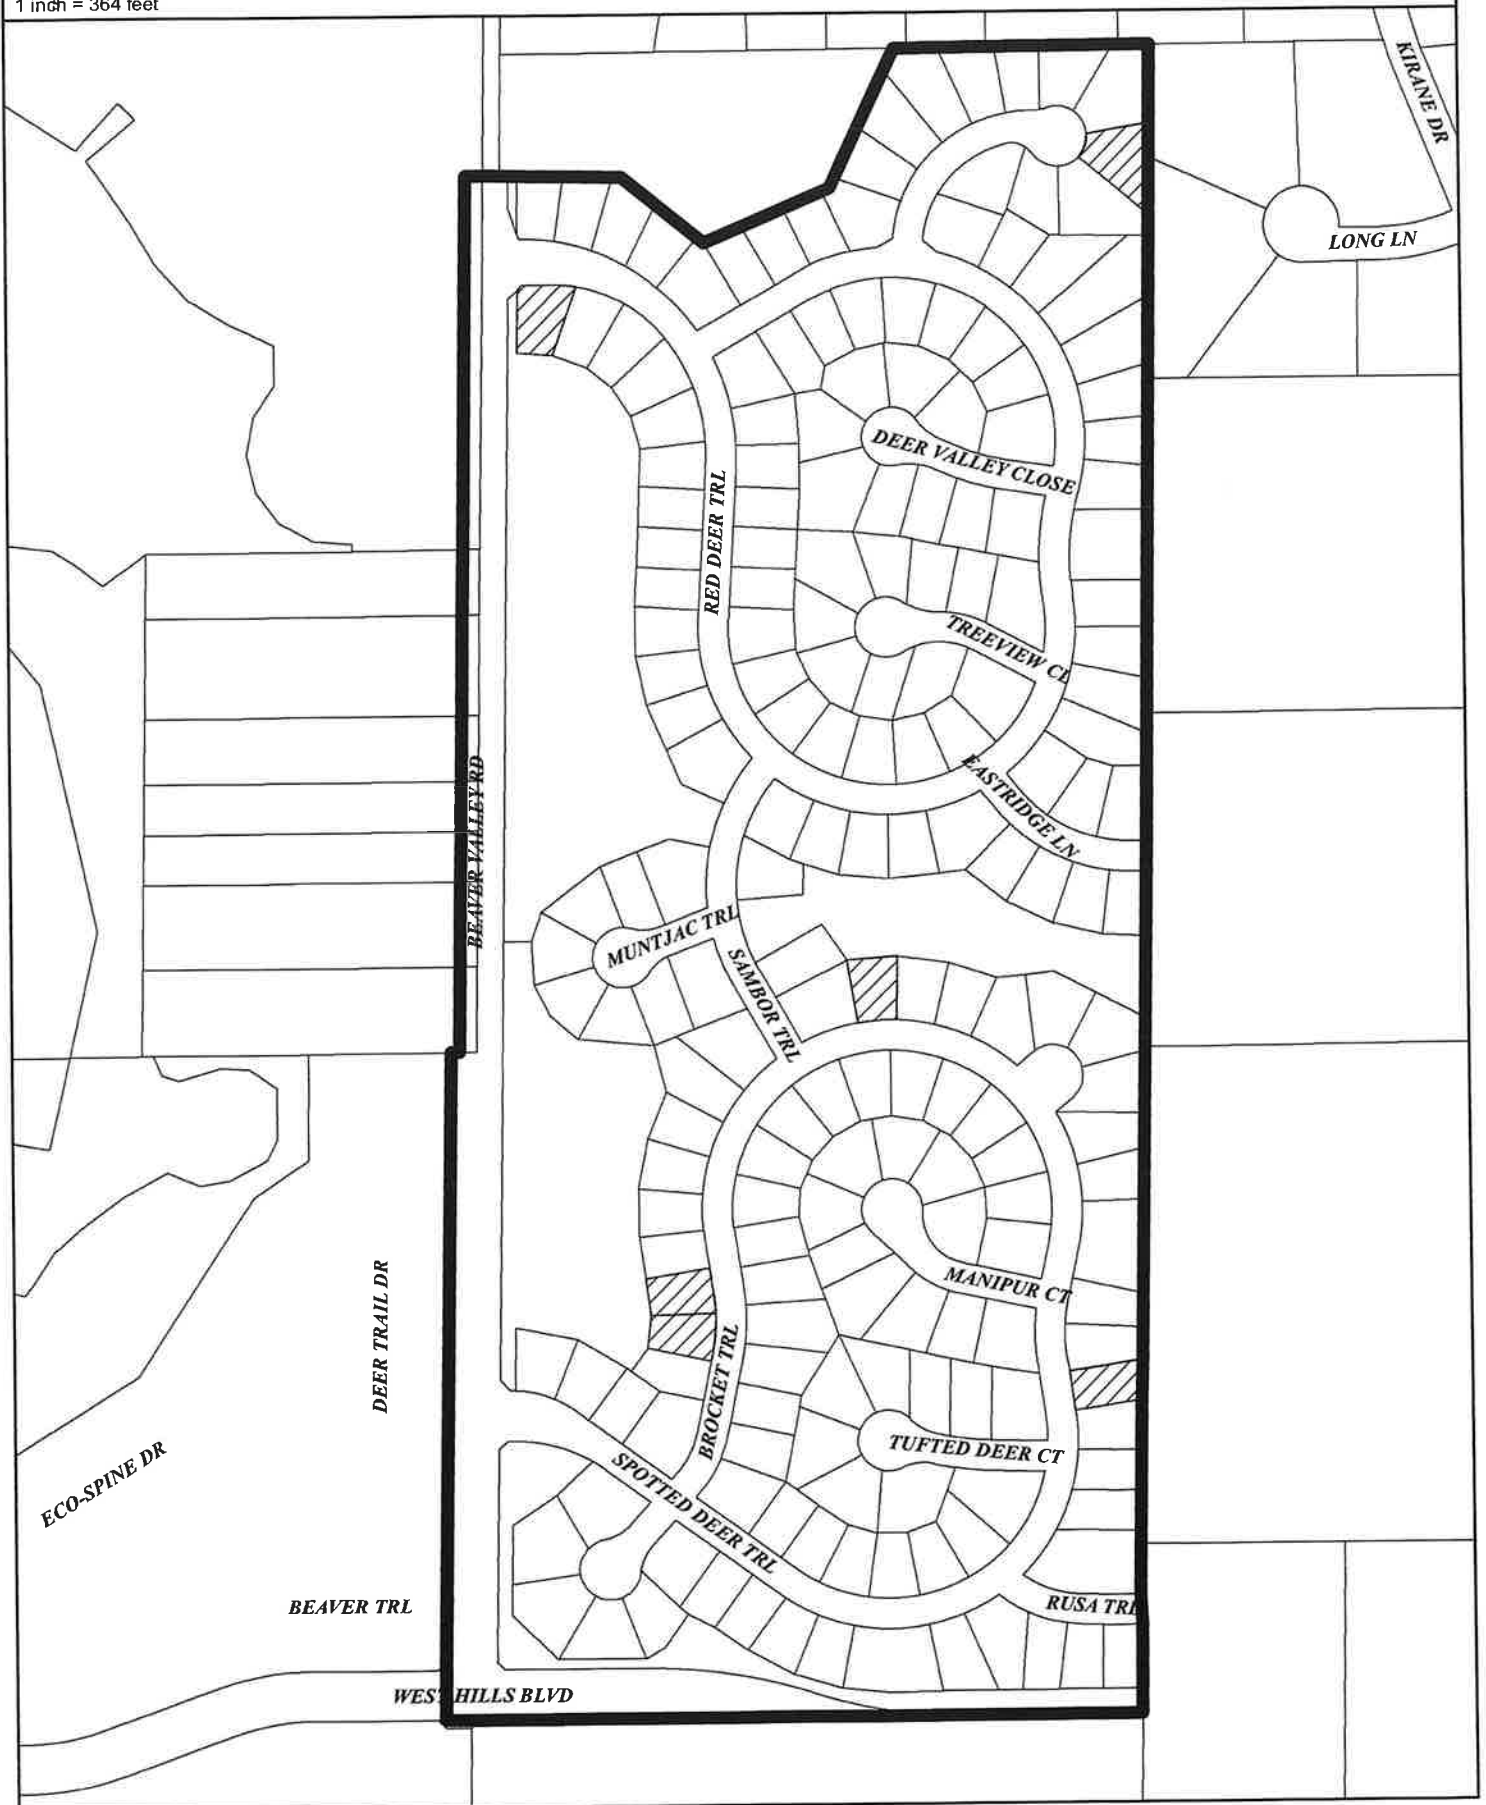 1 inch = 364 feet
KIRANE DR
LONG LN
DEER VALLEY CLOSE
RED DEER TRL
TREEVIEW CL
BEAVER VALLEY RD
EASTRIDGE LN
MUNTJAC TRL
SAMBOR TRL
MANIPUR CT
DEER TRAIL DR
BROCKET TRL
TUFTED DEER CT
ECO-SPINE DR
SPOTTED DEER TRL
BEAVER TRL
RUSA TRL
WEST HILLS BLVD